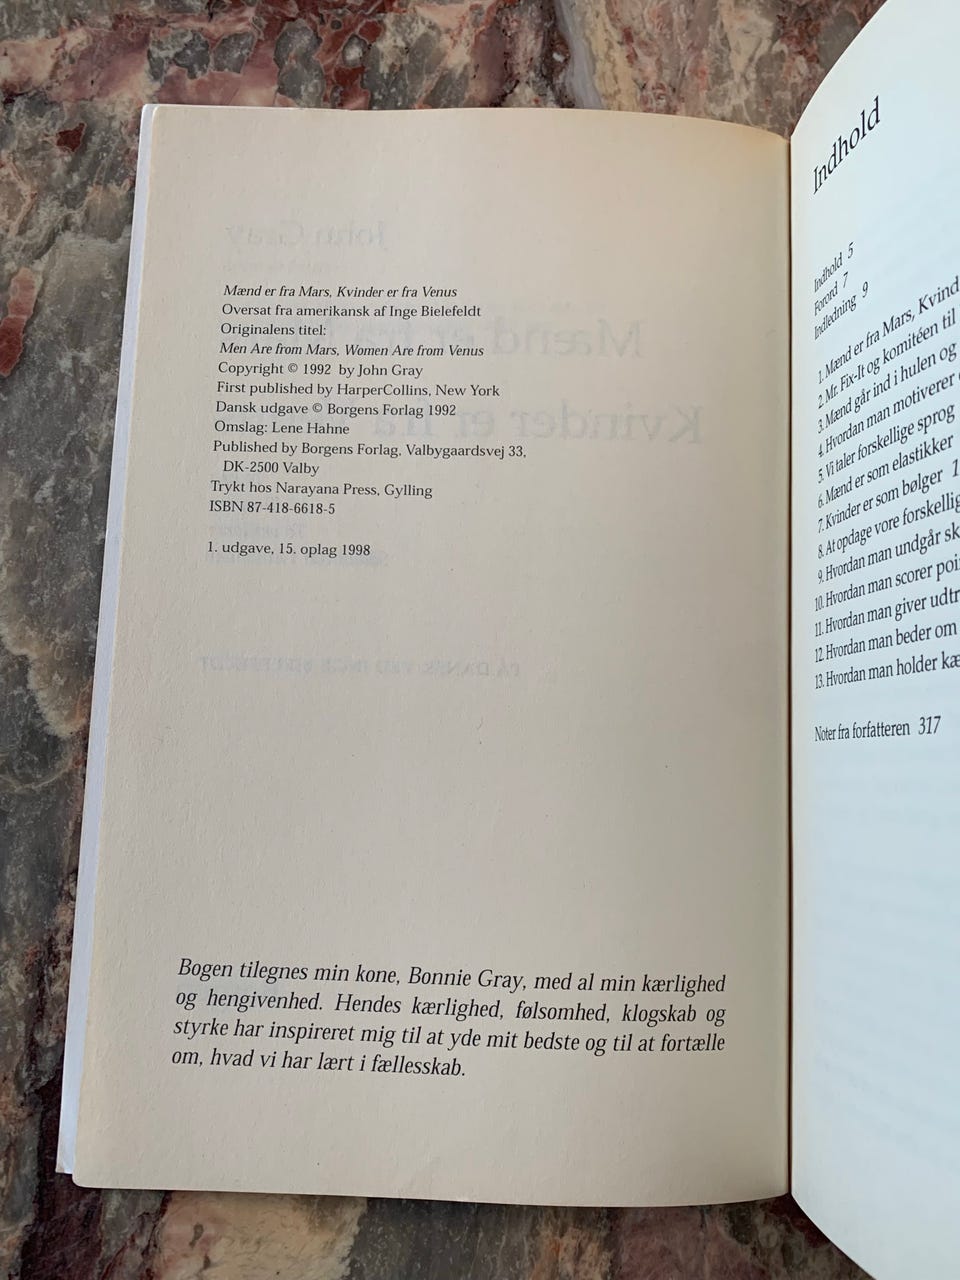 Mænd er fra Mars, Kvinder er fra Venus
Oversat fra amerikansk af Inge Bielefeldt
Originalens titel:
Men Are from Mars, Women Are from Venus
Copyright © 1992 by John Gray
First published by HarperCollins, New York
Dansk udgave © Borgens Forlag 1992
Omslag: Lene Hahne
Published by Borgens Forlag, Valbygaardsvej 33,
DK-2500 Valby
Trykt hos Narayana Press, Gylling
ISBN 87-418-6618-5
1. udgave, 15. oplag 1998
Bogen tilegnes min kone, Bonnie Gray, med al min kærlighed
og hengivenhed. Hendes kærlighed, følsomhed, klogskab og
styrke har inspireret mig til at yde mit bedste og til at fortælle
om, hvad vi har lært i fællesskab.
Indhold
Indhold 5
Forord 7
Indledning 9
1. Mænd er fra Mars, Kvind
2. Mr. Fix-It og komitéen til
3. Mænd går ind i hulen og
4. Hvordan man motiverer
5. Vi taler forskellige sprog
6. Mænd er som elastikker
7. Kvinder er som bølger 1
8. At opdage vore forskellig
9. Hvordan man undgår sk
10. Hvordan man scorer poi
11. Hvordan man giver udtr
12. Hvordan man beder om
13. Hvordan man holder kæ
Noter fra forfatteren 317